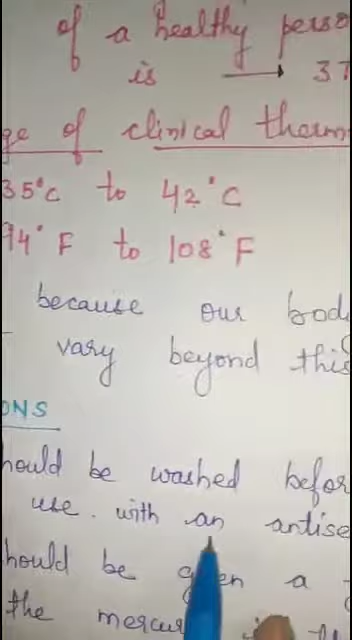 of a healthy perso
is → 37
ge of clinical therm
35°C to 42°C
94°F to 108°F
because our bod
vary beyond this
ONS
hould be washed befor
use. with an antise
hould be a
the mercur